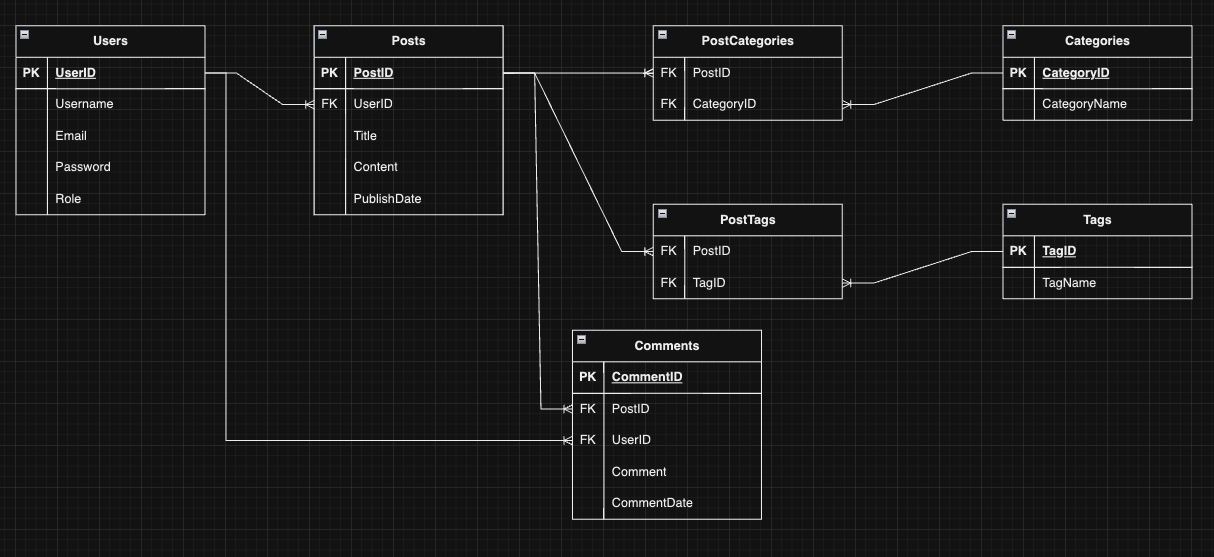 Users
PK UserID
Username
Email
Password
Role
Posts
PK PostID
FK UserID
Title
Content
PublishDate
PostCategories
FK PostID
FK CategoryID
Categories
PK CategoryID
CategoryName
PostTags
FK PostID
FK TagID
Tags
PK TagID
TagName
Comments
PK CommentID
FK PostID
FK UserID
Comment
CommentDate